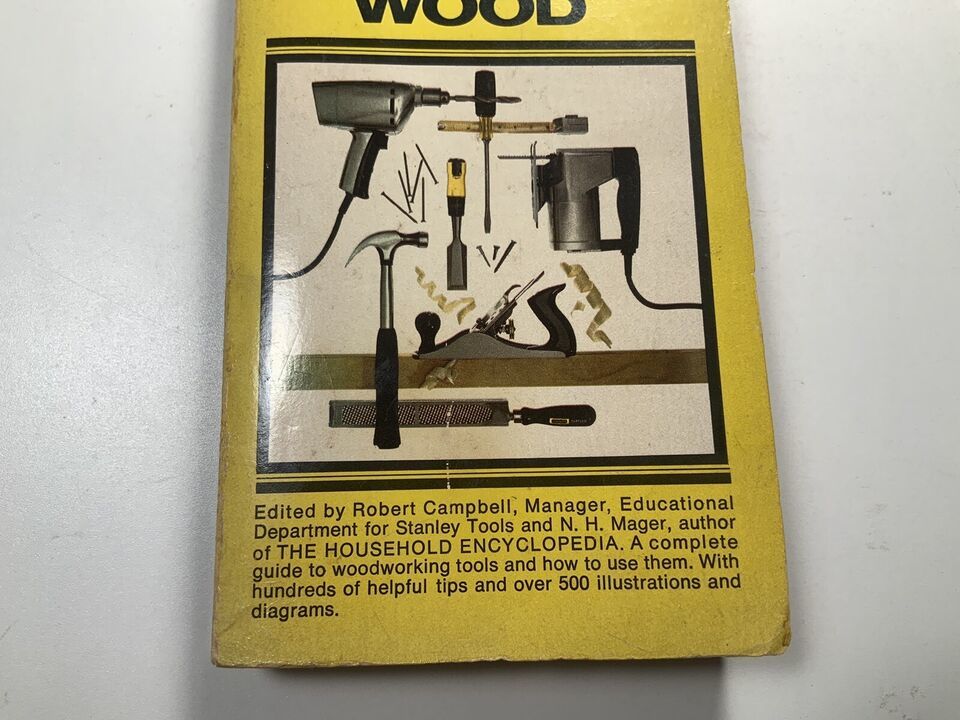 WOOD
Edited by Robert Campbell, Manager, Educational
Department for Stanley Tools and N. H. Mager, author
of THE HOUSEHOLD ENCYCLOPEDIA. A complete
guide to woodworking tools and how to use them. With
hundreds of helpful tips and over 500 illustrations and
diagrams.